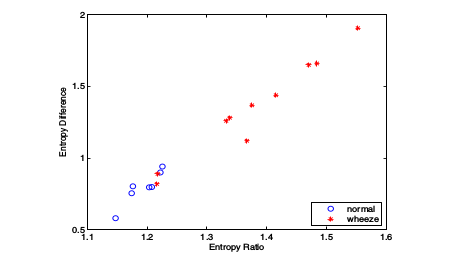 2
1.5
1
0.5
Entropy Difference
1.1 1.2 1.3 1.4 1.5 1.6
Entropy Ratio
normal
wheeze